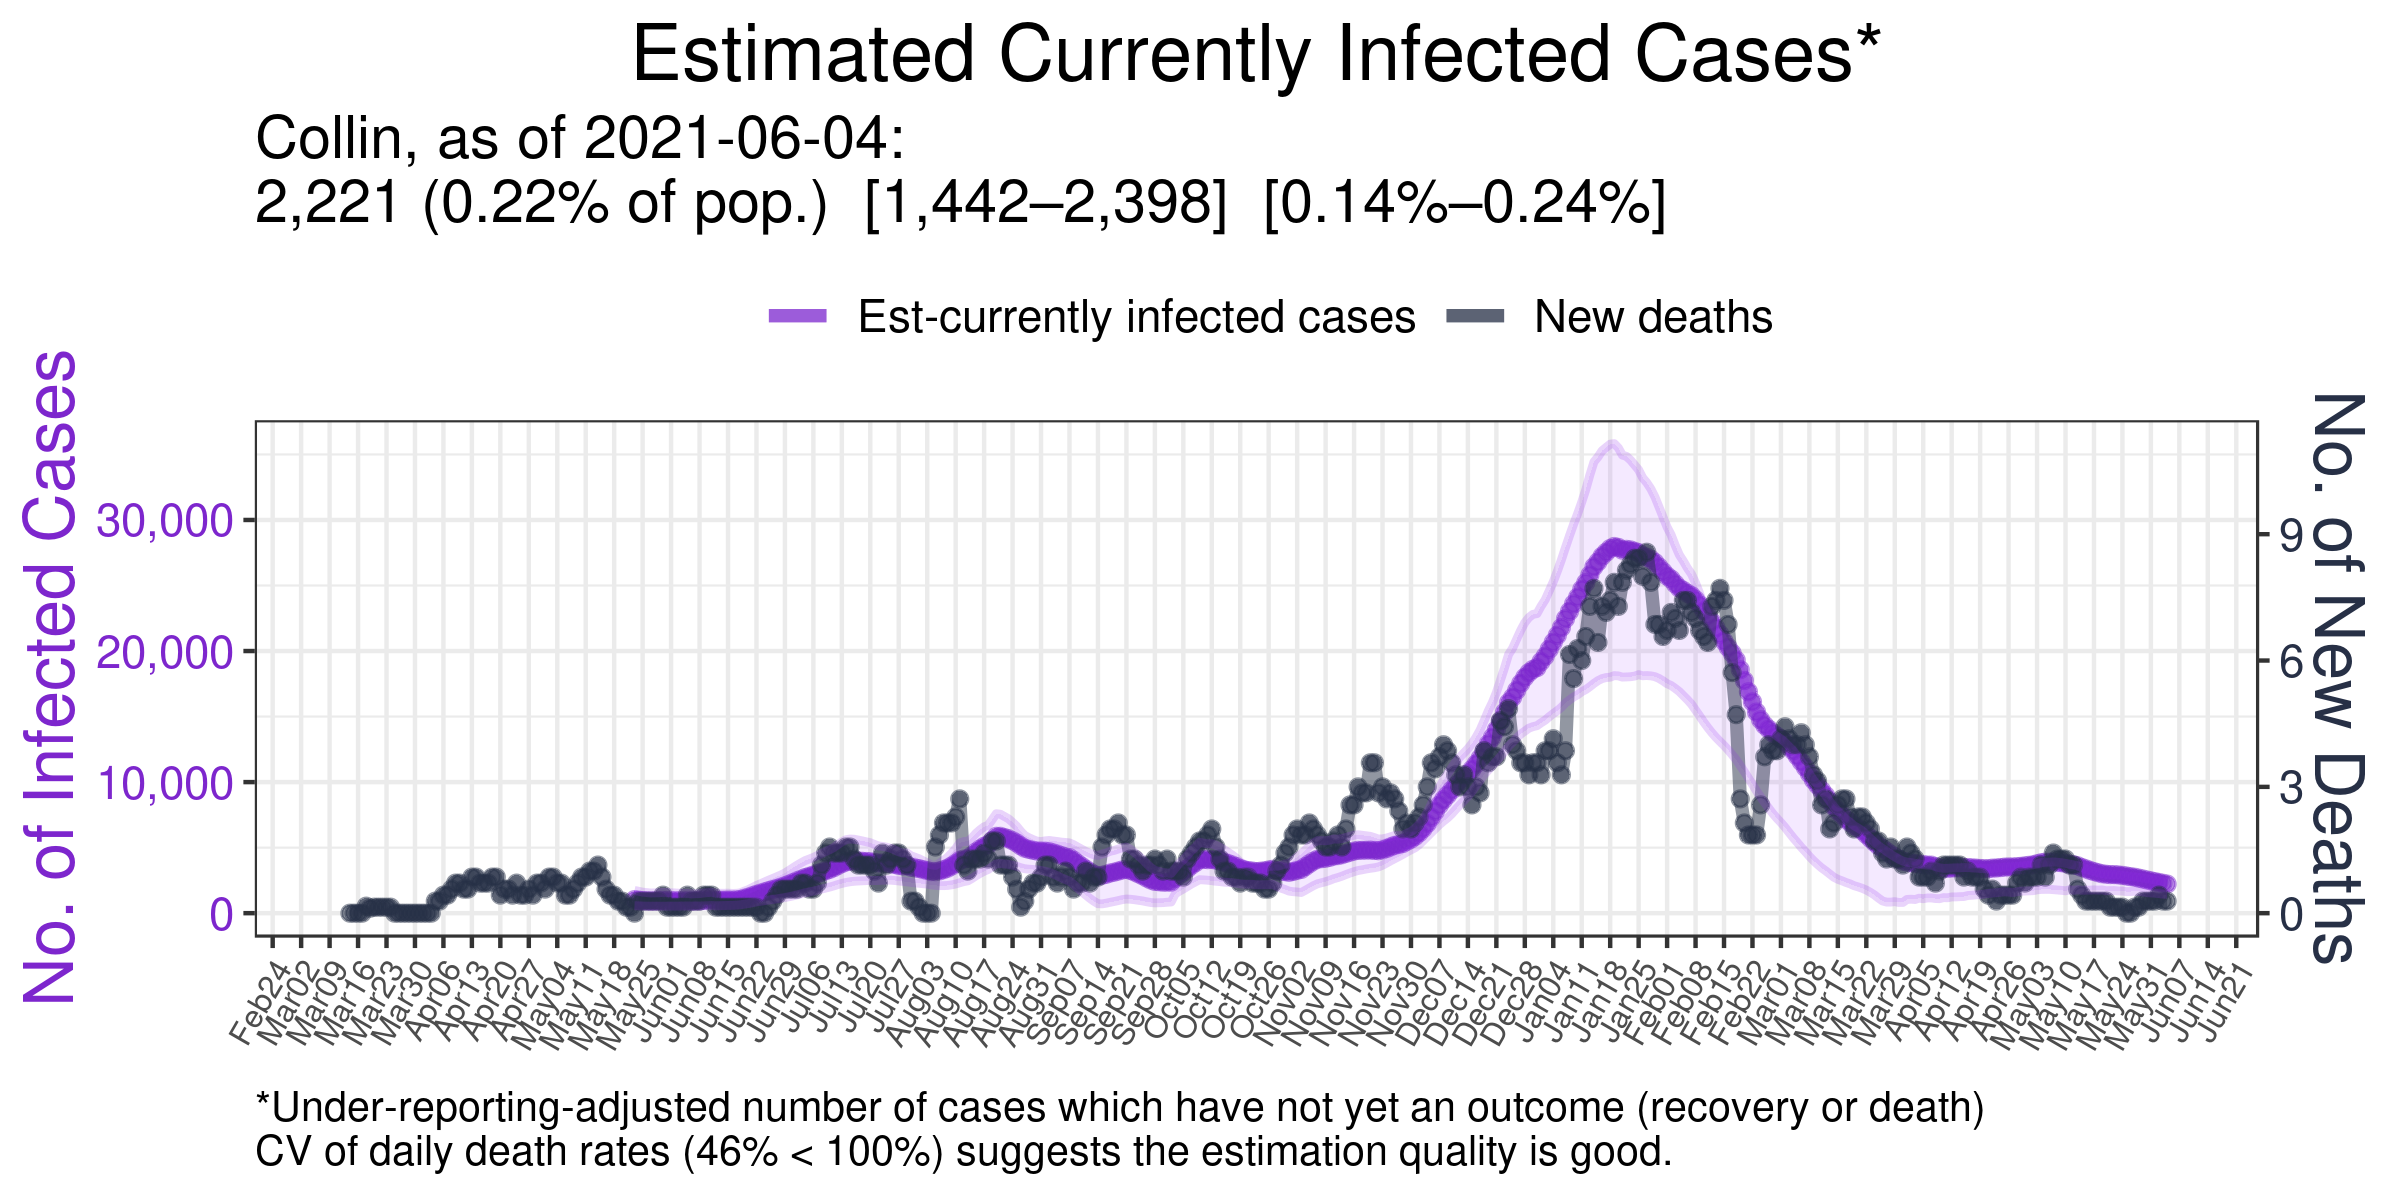 Estimated Currently Infected Cases*
Collin, as of 2021-06-04:
2,221 (0.22% of pop.) [1,442–2,398] [0.14%–0.24%]
Est-currently infected cases
New deaths
No. of Infected Cases
30,000
20,000
10,000
0
9
6
3
0
No. of New Deaths
Feb24
Mar02
Mar09
Mar16
Mar23
Mar30
Apr06
Apr13
Apr20
Apr27
May04
May11
May18
May25
Jun01
Jun08
Jun15
Jun22
Jun29
Jul06
Jul13
Jul20
Jul27
Aug03
Aug10
Aug17
Aug24
Aug31
Sep07
Sep14
Sep21
Sep28
Oct05
Oct12
Oct19
Oct26
Nov02
Nov09
Nov16
Nov23
Nov30
Dec07
Dec14
Dec21
Dec28
Jan04
Jan11
Jan18
Jan25
Feb01
Feb08
Feb15
Feb22
Mar01
Mar08
Mar15
Mar22
Mar29
Apr05
Apr12
Apr19
Apr26
May03
May10
May17
May24
May31
Jun07
Jun14
Jun21
*Under-reporting-adjusted number of cases which have not yet an outcome (recovery or death)
CV of daily death rates (46% < 100%) suggests the estimation quality is good.